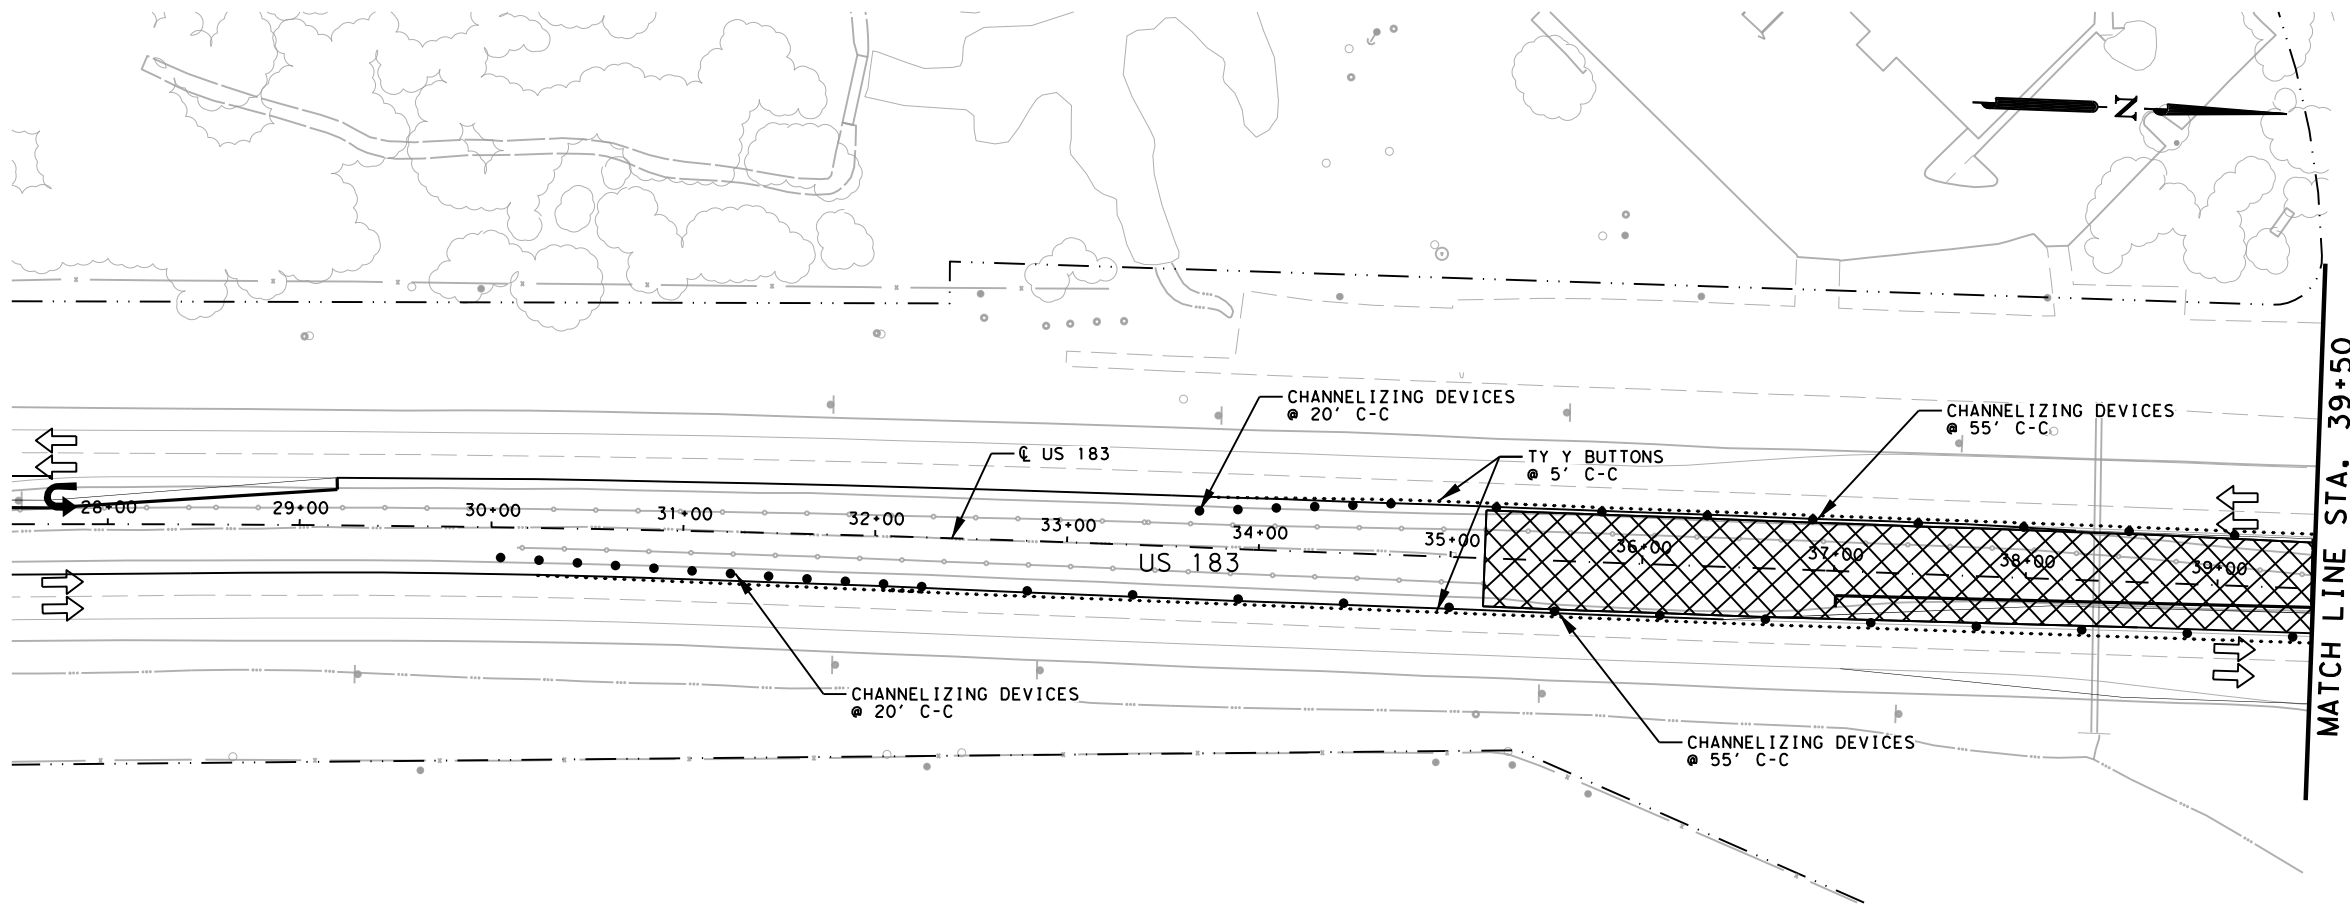 N
CHANNELIZING DEVICES
@ 20' C-C
CHANNELIZING DEVICES
@ 55' C-C
℄ US 183
TY Y BUTTONS
@ 5' C-C
28+00
29+00
30+00
31+00
32+00
33+00
34+00
35+00
36+00
37+00
38+00
39+00
US 183
CHANNELIZING DEVICES
@ 20' C-C
CHANNELIZING DEVICES
@ 55' C-C
MATCH LINE STA. 39+50